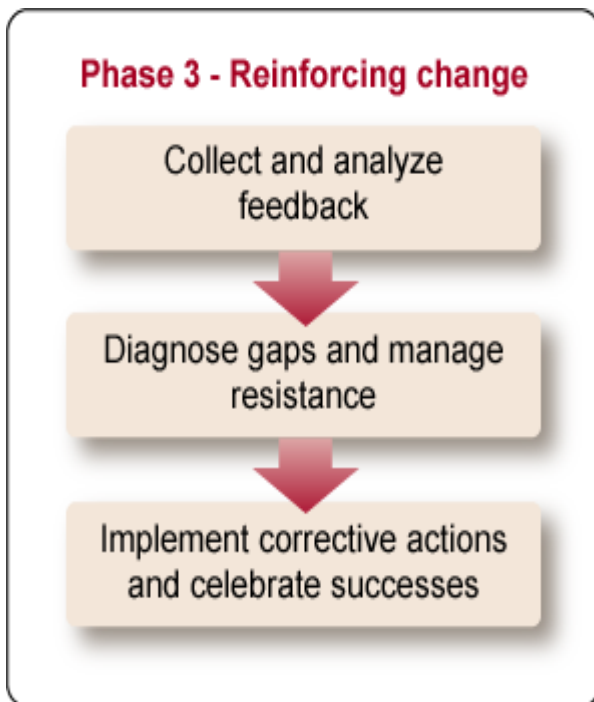 Phase 3 - Reinforcing change
Collect and analyze
feedback
Diagnose gaps and manage
resistance
Implement corrective actions
and celebrate successes